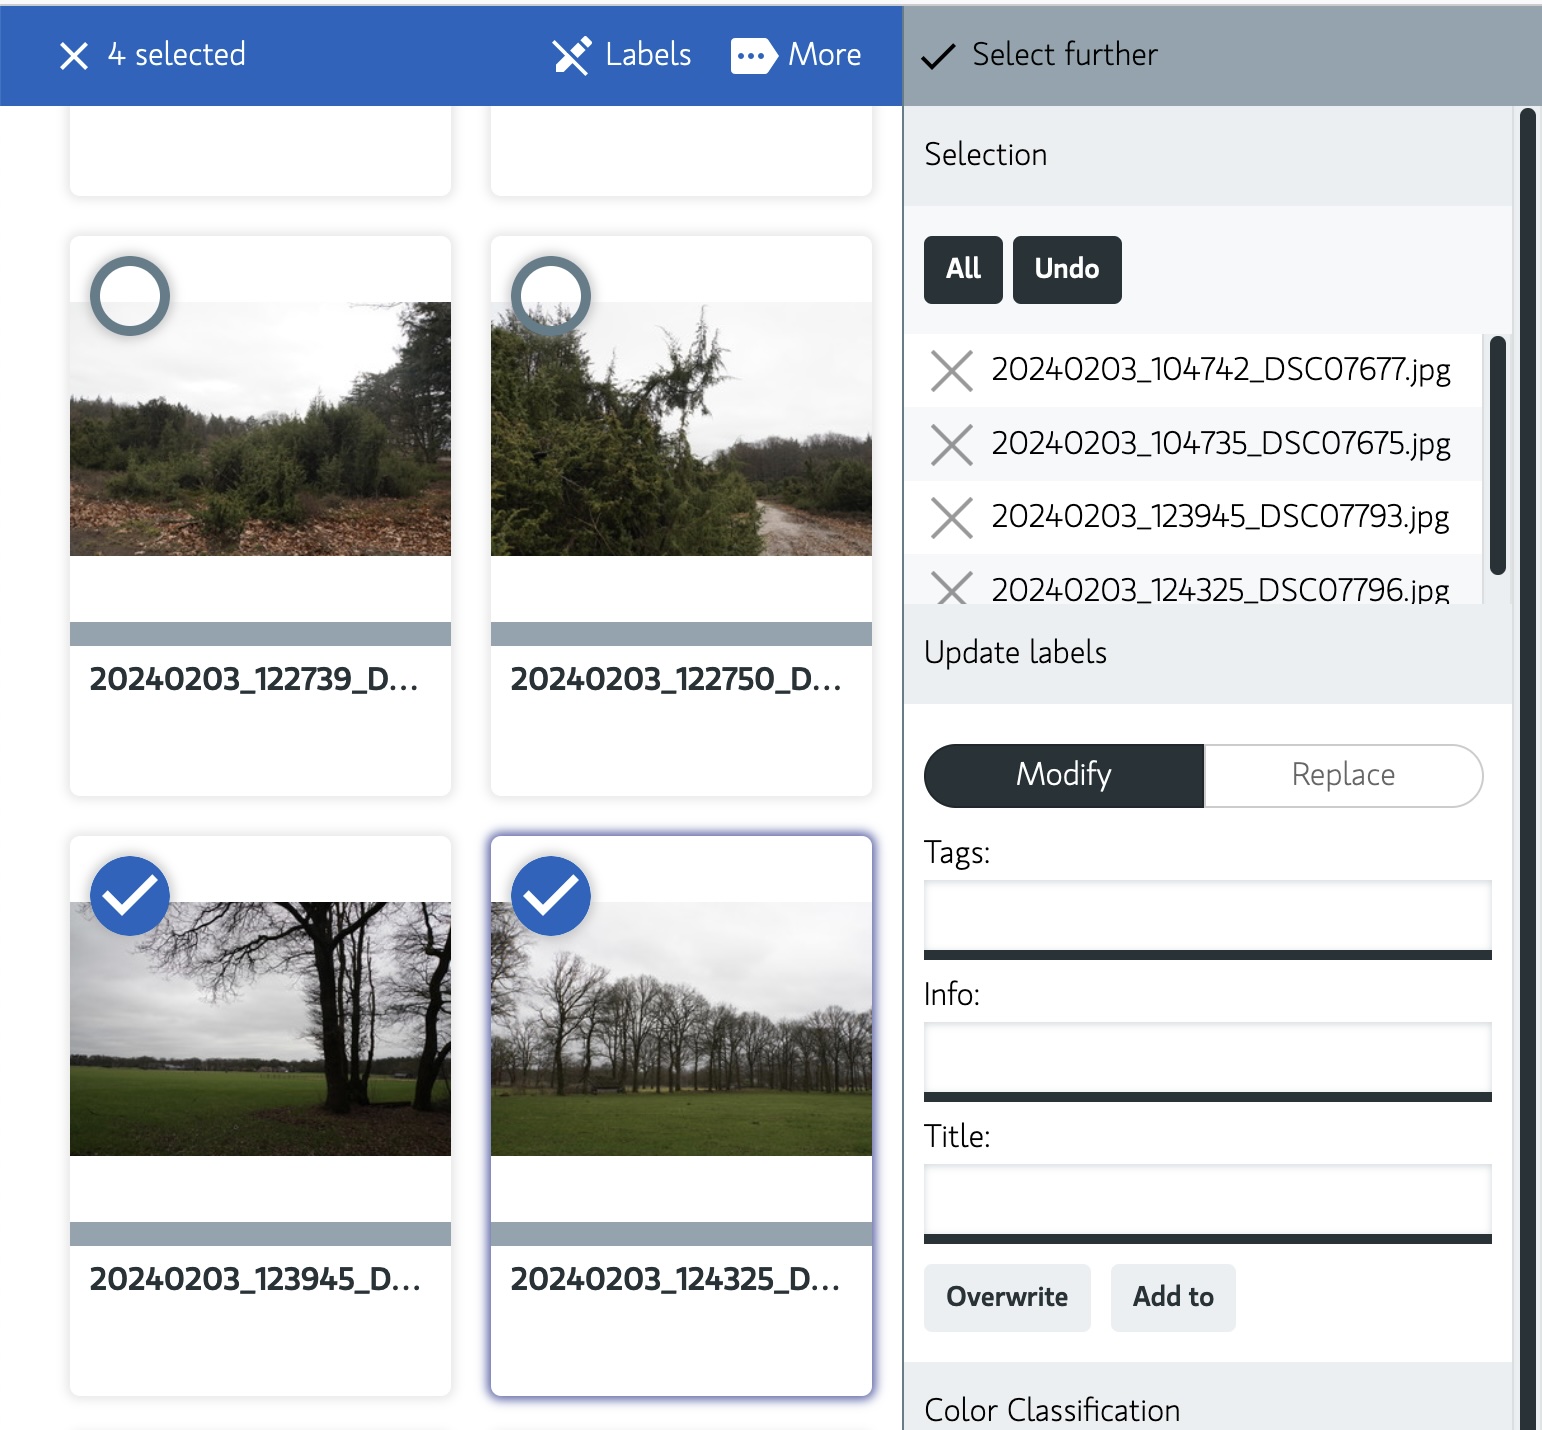 4 selected
Labels
More
Select further
20240203_122739_D...
20240203_122750_D...
20240203_123945_D...
20240203_124325_D...
Selection
All
Undo
20240203_104742_DSC07677.jpg
20240203_104735_DSC07675.jpg
20240203_123945_DSC07793.jpg
20240203_124325_DSC07796.jpg
Update labels
Modify
Replace
Tags:
Info:
Title:
Overwrite
Add to
Color Classification